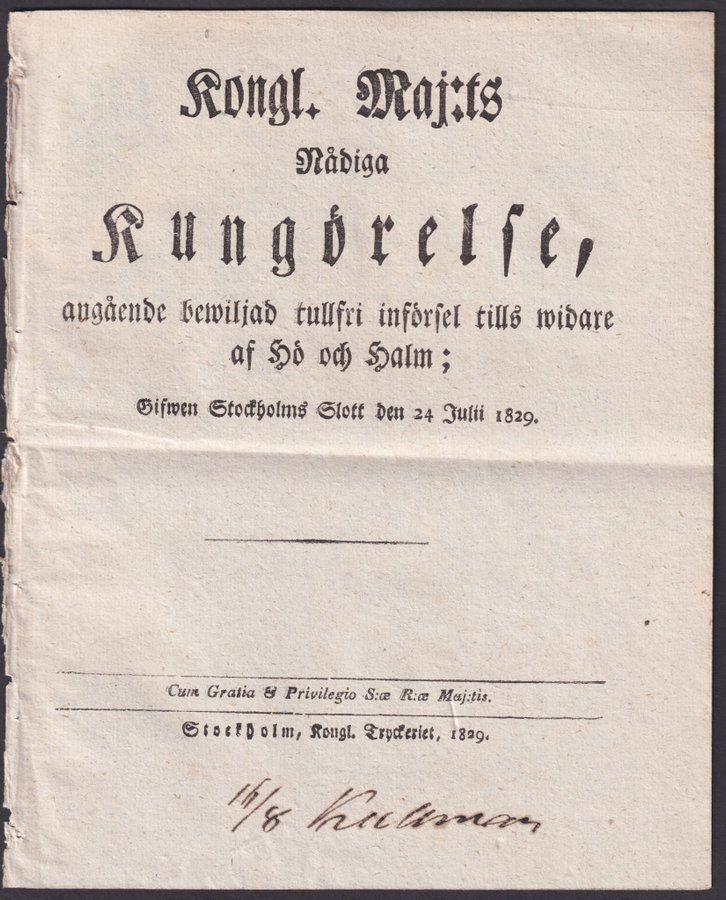 Kongl. Maj:ts
Nådiga
Kungörelse,
angående bewiljad tullfri införsel tills widare
af Hö och Halm;
Gifwen Stockholms Slott den 24 Julii 1829.
Cum Gratia & Privilegio S:æ R:æ Maj:tis.
Stockholm, Kongl. Tryckeriet, 1829.
16/8